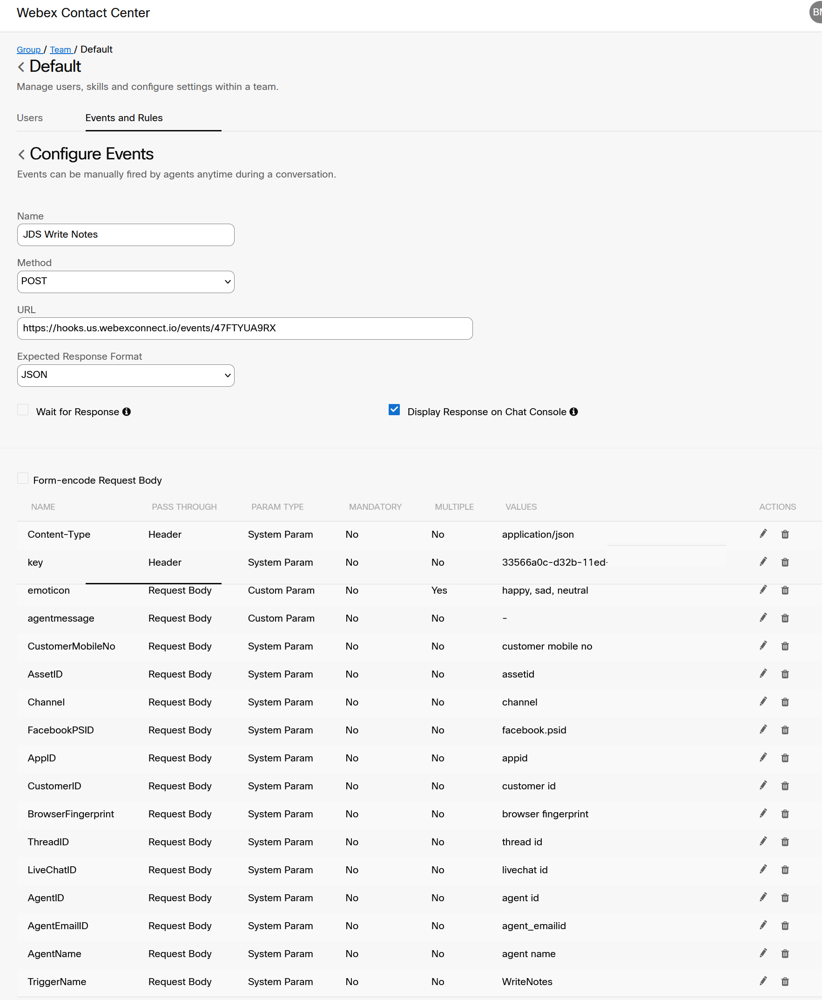 Webex Contact Center
BM
Group / Team / Default
Default
Manage users, skills and configure settings within a team.
Users Events and Rules
Configure Events
Events can be manually fired by agents anytime during a conversation.
Name
JDS Write Notes
Method
POST
URL
https://hooks.us.webexconnect.io/events/47FTYUA9RX
Expected Response Format
JSON
Wait for Response Display Response on Chat Console
Form-encode Request Body
NAME PASS THROUGH PARAM TYPE MANDATORY MULTIPLE VALUES ACTIONS
Content-Type Header System Param No No application/json
key Header System Param No No 33566a0c-d32b-11ed-
emoticon Request Body Custom Param No Yes happy, sad, neutral
agentmessage Request Body Custom Param No No -
CustomerMobileNo Request Body System Param No No customer mobile no
AssetID Request Body System Param No No assetid
Channel Request Body System Param No No channel
FacebookPSID Request Body System Param No No facebook.psid
AppID Request Body System Param No No appid
CustomerID Request Body System Param No No customer id
BrowserFingerprint Request Body System Param No No browser fingerprint
ThreadID Request Body System Param No No thread id
LiveChatID Request Body System Param No No livechat id
AgentID Request Body System Param No No agent id
AgentEmailID Request Body System Param No No agent_emailid
AgentName Request Body System Param No No agent name
TriggerName Request Body System Param No No WriteNotes